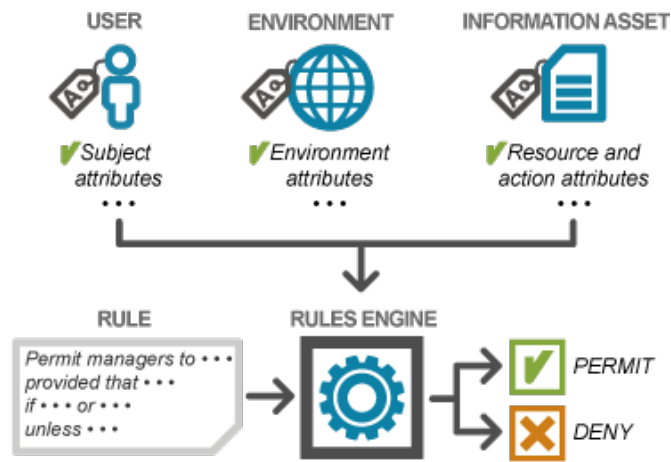 USER
ENVIRONMENT
INFORMATION ASSET
A
A
A
Subject
attributes
• • •
Environment
attributes
• • •
Resource and
action attributes
• • •
RULE
RULES ENGINE
Permit managers to • • •
provided that • • •
if • • • or • • •
unless • • •
PERMIT
DENY